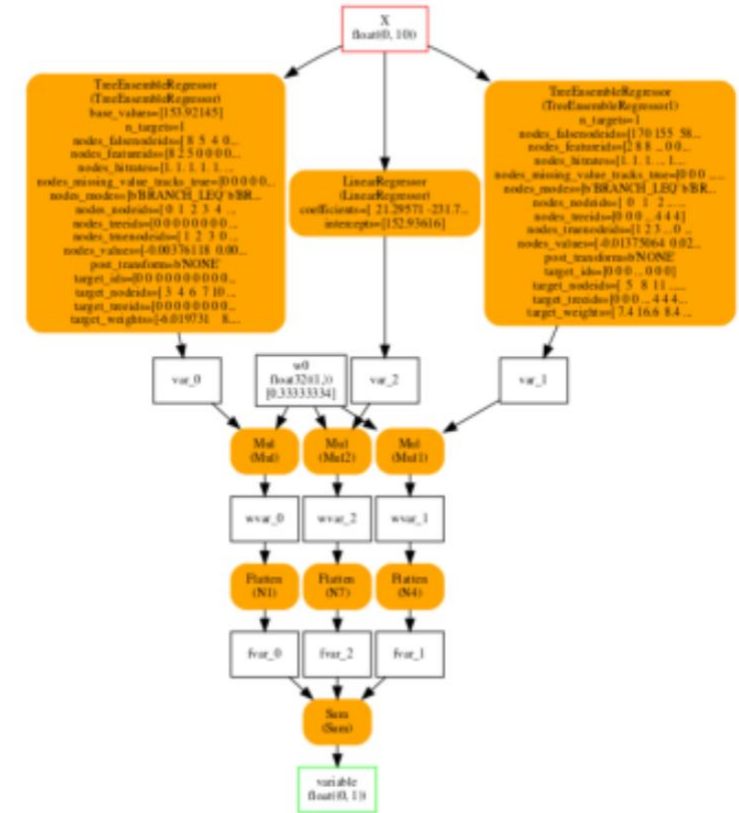 X
float((0, 10))
TreeEnsembleRegressor
(TreeEnsembleRegressor)
base_values=[153.92145]
n_targets=1
nodes_falsenodeids=[ 8 5 4 0...
nodes_featureids=[8 2 5 0 0 0 0...
nodes_hitrates=[1. 1. 1. 1. 1....
nodes_missing_value_tracks_true=[0 0 0 0 0...
nodes_modes=[b'BRANCH_LEQ' b'BR...
nodes_nodeids=[ 0 1 2 3 4 ...
nodes_treeids=[0 0 0 0 0 0 0 0...
nodes_truenodeids=[ 1 2 3 0 ...
nodes_values=[-0.00376118 0.00...
post_transform=b'NONE'
target_ids=[0 0 0 0 0 0 0 0 0 0...
target_nodeids=[ 3 4 6 7 10 ...
target_treeids=[0 0 0 0 0 0 0 0...
target_weights=[-6.019731 8....
LinearRegressor
(LinearRegressor)
coefficients=[ 21.29571 -231.7...
intercepts=[152.93616]
TreeEnsembleRegressor
(TreeEnsembleRegressor1)
n_targets=1
nodes_falsenodeids=[170 155 58...
nodes_featureids=[2 8 8 ... 0 0...
nodes_hitrates=[1. 1. 1. ... 1....
nodes_missing_value_tracks_true=[0 0 0 .....
nodes_modes=[b'BRANCH_LEQ' b'BR...
nodes_nodeids=[ 0 1 2 .....
nodes_treeids=[0 0 0 ... 4 4 4]
nodes_truenodeids=[ 1 2 3 ... 0 ...
nodes_values=[-0.01375064 0.02...
post_transform=b'NONE'
target_ids=[0 0 0 ... 0 0 0]
target_nodeids=[ 5 8 11 .....
target_treeids=[0 0 0 ... 4 4 4...
target_weights=[ 7.4 16.6 8.4 ...
var_0
w0
float32((1,))
[0.33333334]
var_2
var_1
Mul
(Mul)
Mul
(Mul2)
Mul
(Mul1)
wvar_0
wvar_2
wvar_1
Flatten
(N1)
Flatten
(N7)
Flatten
(N4)
fvar_0
fvar_2
fvar_1
Sum
(Sum)
variable
float((0, 1))